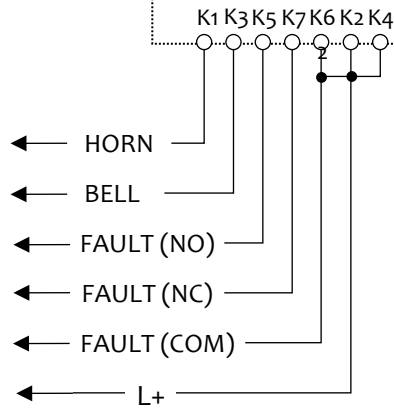 K1 K3 K5 K7 K6 K2 K4
2
HORN
BELL
FAULT (NO)
FAULT (NC)
FAULT (COM)
L+